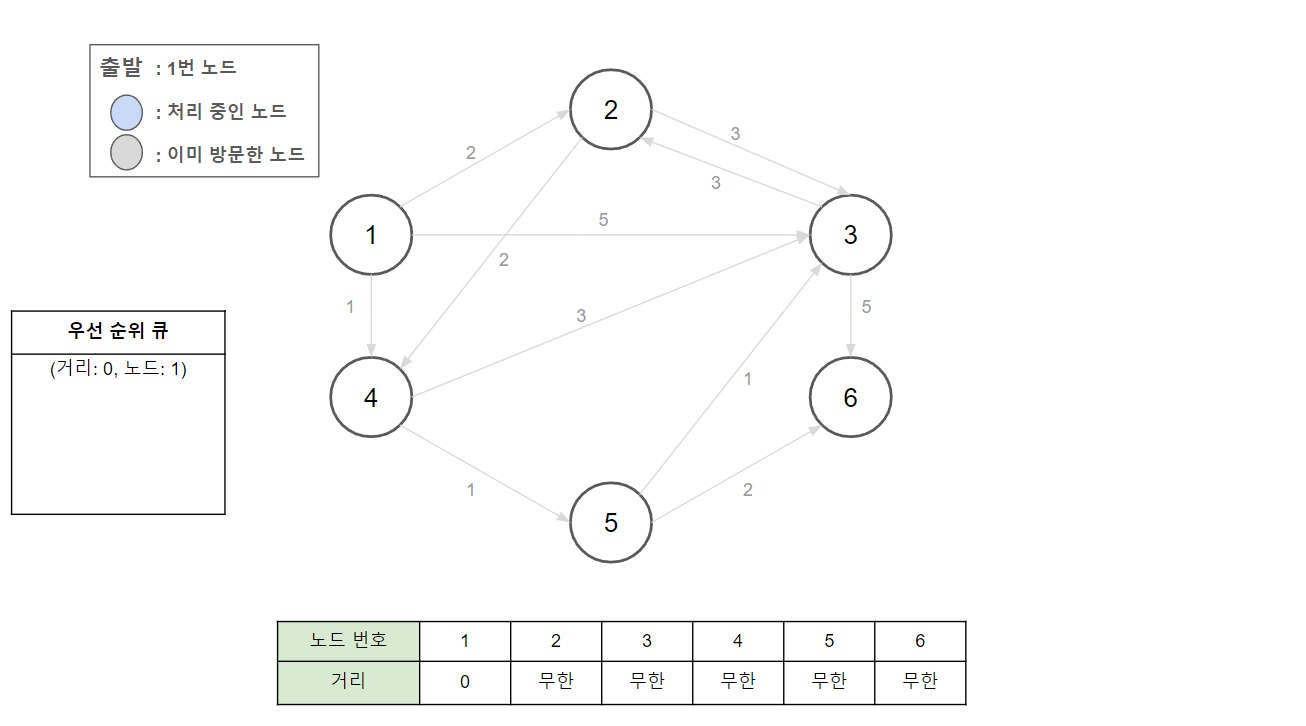 출발 : 1번 노드
: 처리 중인 노드
: 이미 방문한 노드
2
3
2
3
1
5
3
2
5
1
3
1
4
6
1
5
2
우선 순위 큐
(거리: 0, 노드: 1)
노드 번호 1 2 3 4 5 6
거리 0 무한 무한 무한 무한 무한